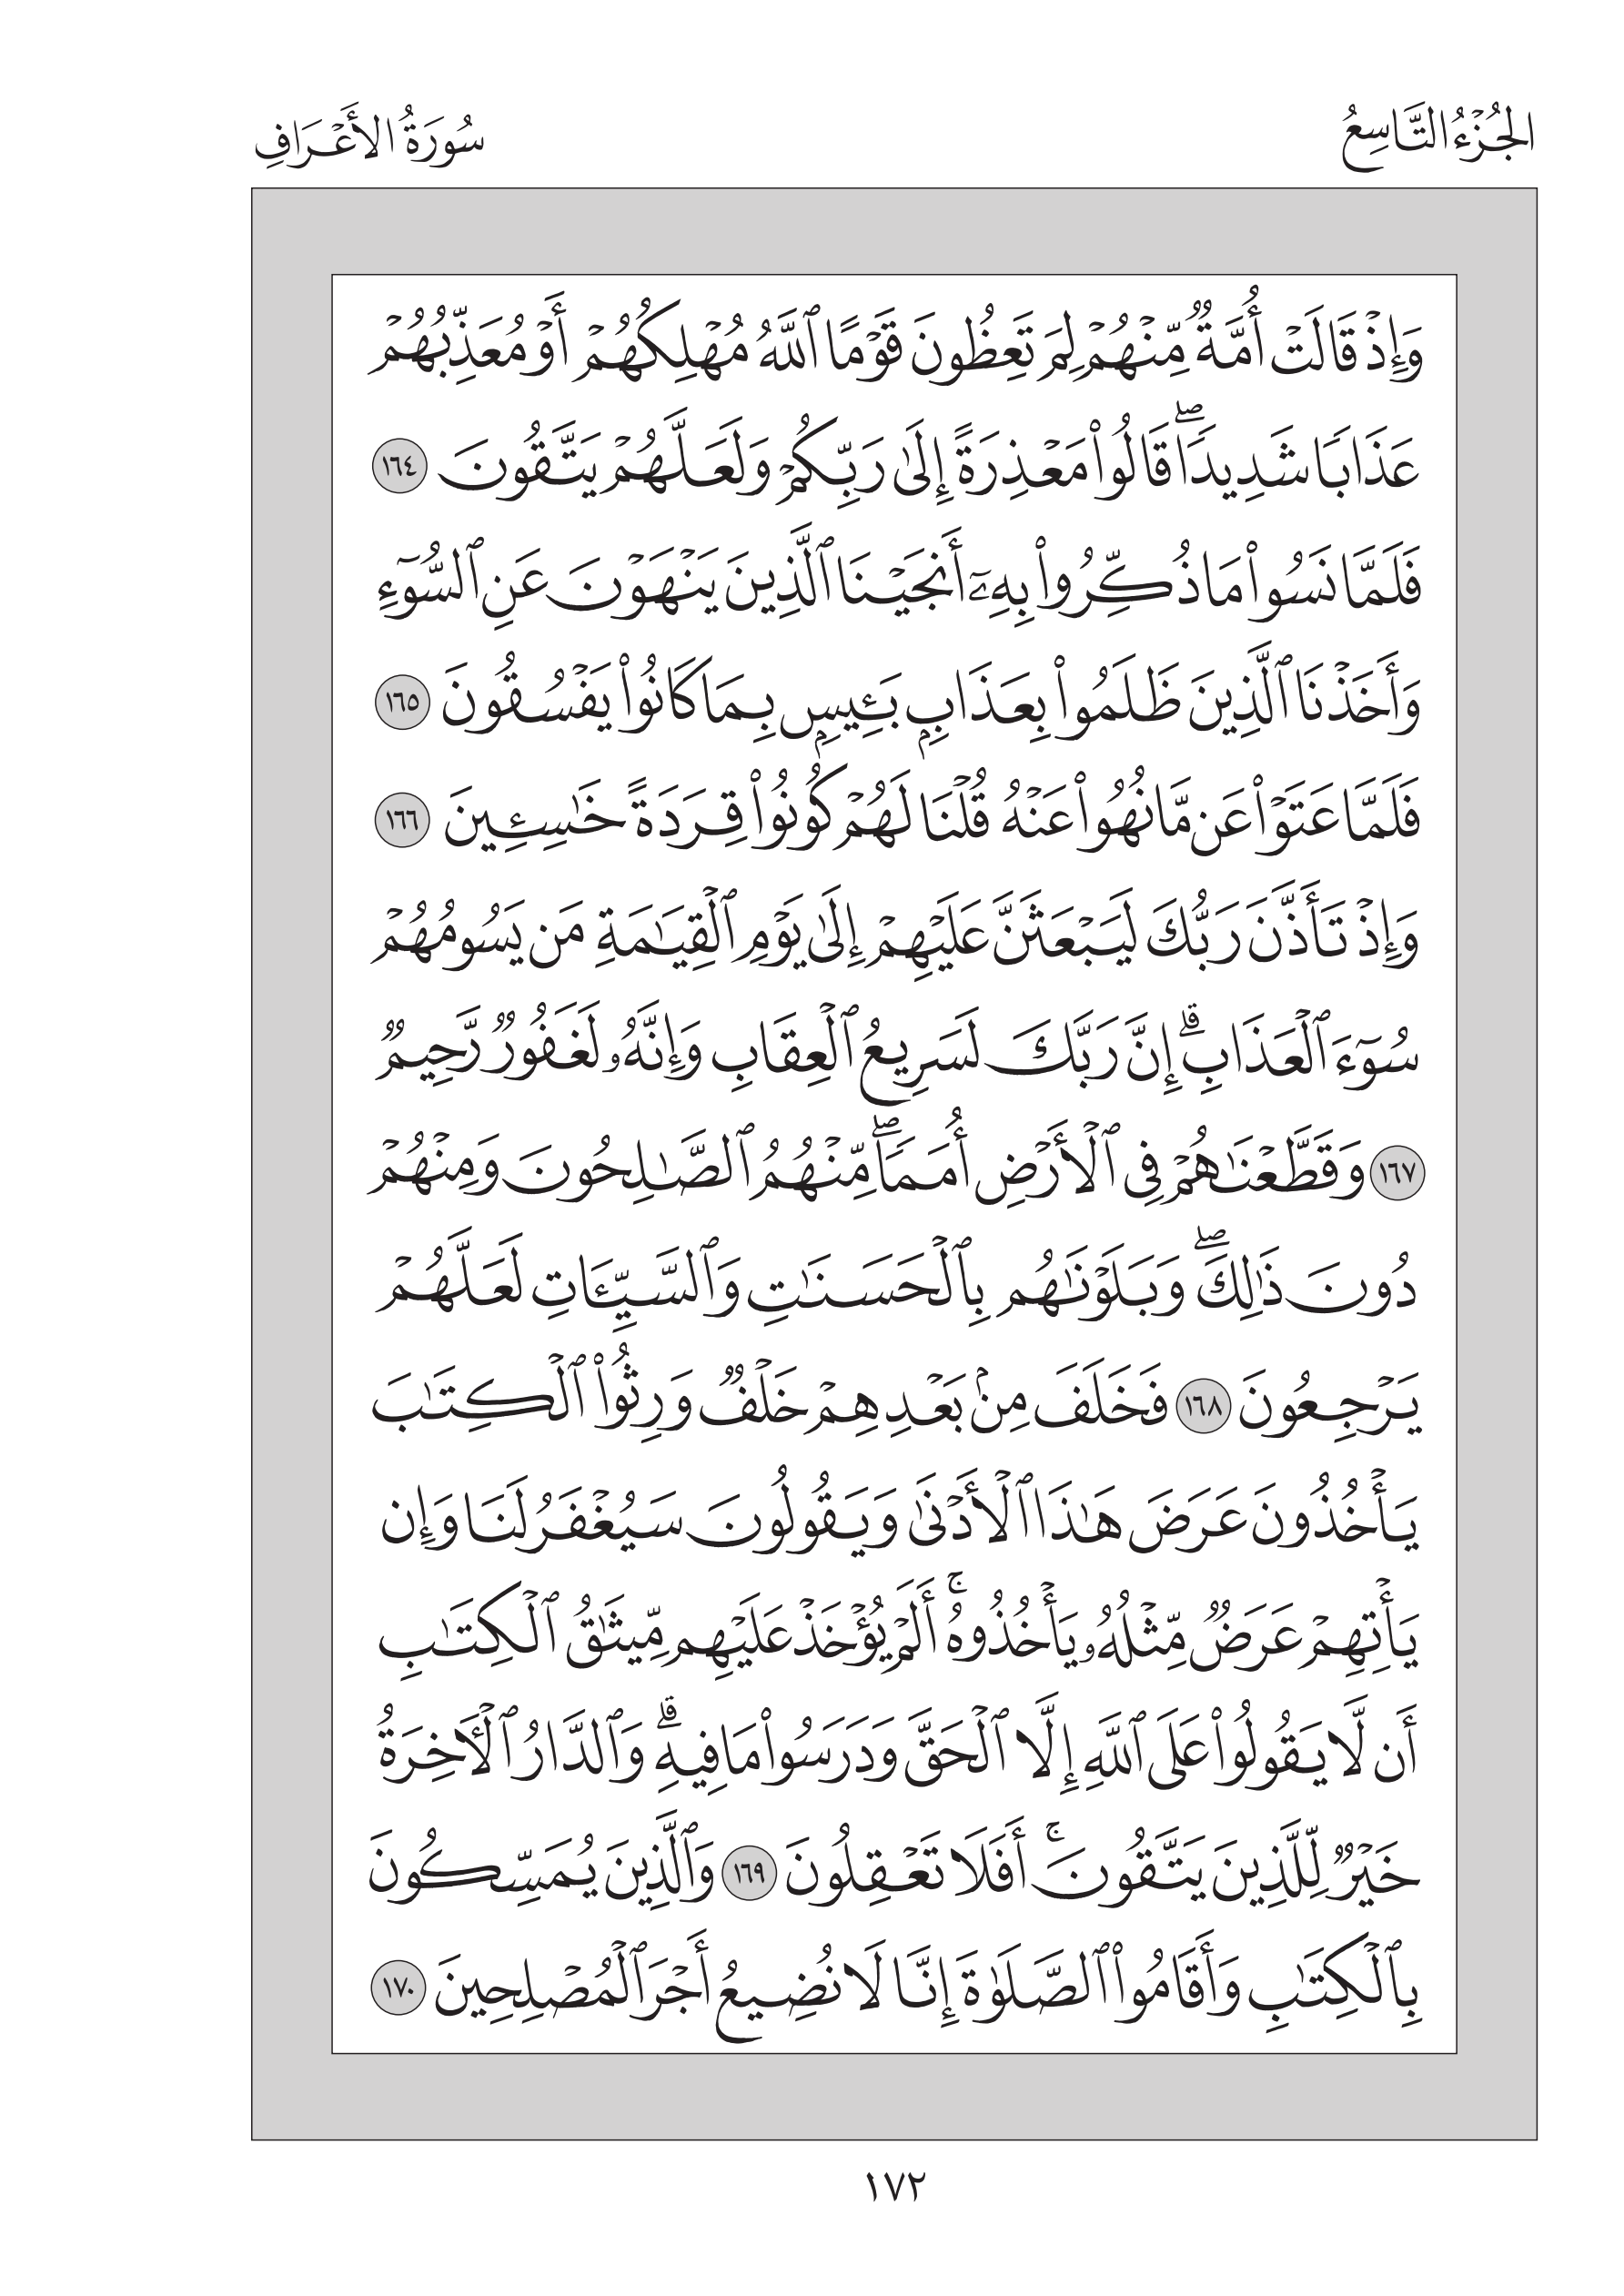 الجُزْءُ التَّاسِعُ
سُورَةُ الأَعْرَافِ
وَإِذْ قَالَتْ أُمَّةٌ مِّنْهُمْ لِمَ تَعِظُونَ قَوْمًا ٱللَّهُ مُهْلِكُهُمْ أَوْ مُعَذِّبُهُمْ
عَذَابًا شَدِيدًا ۖ قَالُوا۟ مَعْذِرَةً إِلَىٰ رَبِّكُمْ وَلَعَلَّهُمْ يَتَّقُونَ ١٦٤
فَلَمَّا نَسُوا۟ مَا ذُكِّرُوا۟ بِهِۦٓ أَنجَيْنَا ٱلَّذِينَ يَنْهَوْنَ عَنِ ٱلسُّوٓءِ
وَأَخَذْنَا ٱلَّذِينَ ظَلَمُوا۟ بِعَذَابٍۭ بَـِٔيسٍۭ بِمَا كَانُوا۟ يَفْسُقُونَ ١٦٥
فَلَمَّا عَتَوْا۟ عَن مَّا نُهُوا۟ عَنْهُ قُلْنَا لَهُمْ كُونُوا۟ قِرَدَةً خَـٰسِـِٔينَ ١٦٦
وَإِذْ تَأَذَّنَ رَبُّكَ لَيَبْعَثَنَّ عَلَيْهِمْ إِلَىٰ يَوْمِ ٱلْقِيَـٰمَةِ مَن يَسُومُهُمْ
سُوٓءَ ٱلْعَذَابِ ۗ إِنَّ رَبَّكَ لَسَرِيعُ ٱلْعِقَابِ وَإِنَّهُۥ لَغَفُورٌ رَّحِيمٌ
١٦٧ وَقَطَّعْنَـٰهُمْ فِى ٱلْأَرْضِ أُمَمًا ۖ مِّنْهُمُ ٱلصَّـٰلِحُونَ وَمِنْهُمْ
دُونَ ذَٰلِكَ ۖ وَبَلَوْنَـٰهُم بِٱلْحَسَنَـٰتِ وَٱلسَّيِّـَٔاتِ لَعَلَّهُمْ
يَرْجِعُونَ ١٦٨ فَخَلَفَ مِنۢ بَعْدِهِمْ خَلْفٌ وَرِثُوا۟ ٱلْكِتَـٰبَ
يَأْخُذُونَ عَرَضَ هَـٰذَا ٱلْأَدْنَىٰ وَيَقُولُونَ سَيُغْفَرُ لَنَا وَإِن
يَأْتِهِمْ عَرَضٌ مِّثْلُهُۥ يَأْخُذُوهُ ۚ أَلَمْ يُؤْخَذْ عَلَيْهِم مِّيثَـٰقُ ٱلْكِتَـٰبِ
أَن لَّا يَقُولُوا۟ عَلَى ٱللَّهِ إِلَّا ٱلْحَقَّ وَدَرَسُوا۟ مَا فِيهِ ۗ وَٱلدَّارُ ٱلْـَٔاخِرَةُ
خَيْرٌ لِّلَّذِينَ يَتَّقُونَ ۚ أَفَلَا تَعْقِلُونَ ١٦٩ وَٱلَّذِينَ يُمَسِّكُونَ
بِٱلْكِتَـٰبِ وَأَقَامُوا۟ ٱلصَّلَوٰةَ إِنَّا لَا نُضِيعُ أَجْرَ ٱلْمُصْلِحِينَ ١٧٠
١٧٢